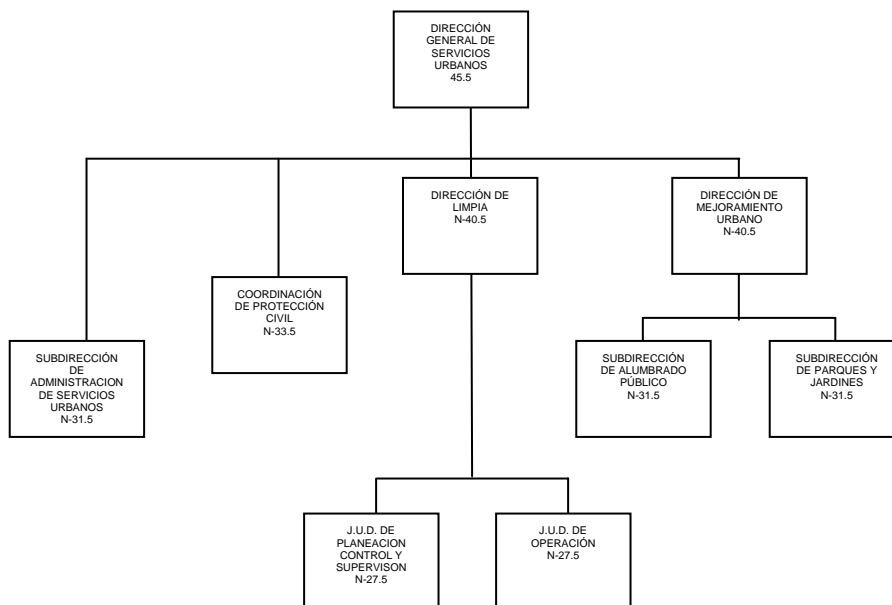 DIRECCIÓN
GENERAL DE
SERVICIOS
URBANOS
45.5
DIRECCIÓN DE
LIMPIA
N-40.5
DIRECCIÓN DE
MEJORAMIENTO
URBANO
N-40.5
COORDINACIÓN
DE PROTECCIÓN
CIVIL
N-33.5
SUBDIRECCIÓN
DE
ADMINISTRACION
DE SERVICIOS
URBANOS
N-31.5
SUBDIRECCIÓN
DE ALUMBRADO
PÚBLICO
N-31.5
SUBDIRECCIÓN
DE PARQUES Y
JARDINES
N-31.5
J.U.D. DE
PLANEACION
CONTROL Y
SUPERVISON
N-27.5
J.U.D. DE
OPERACIÓN
N-27.5